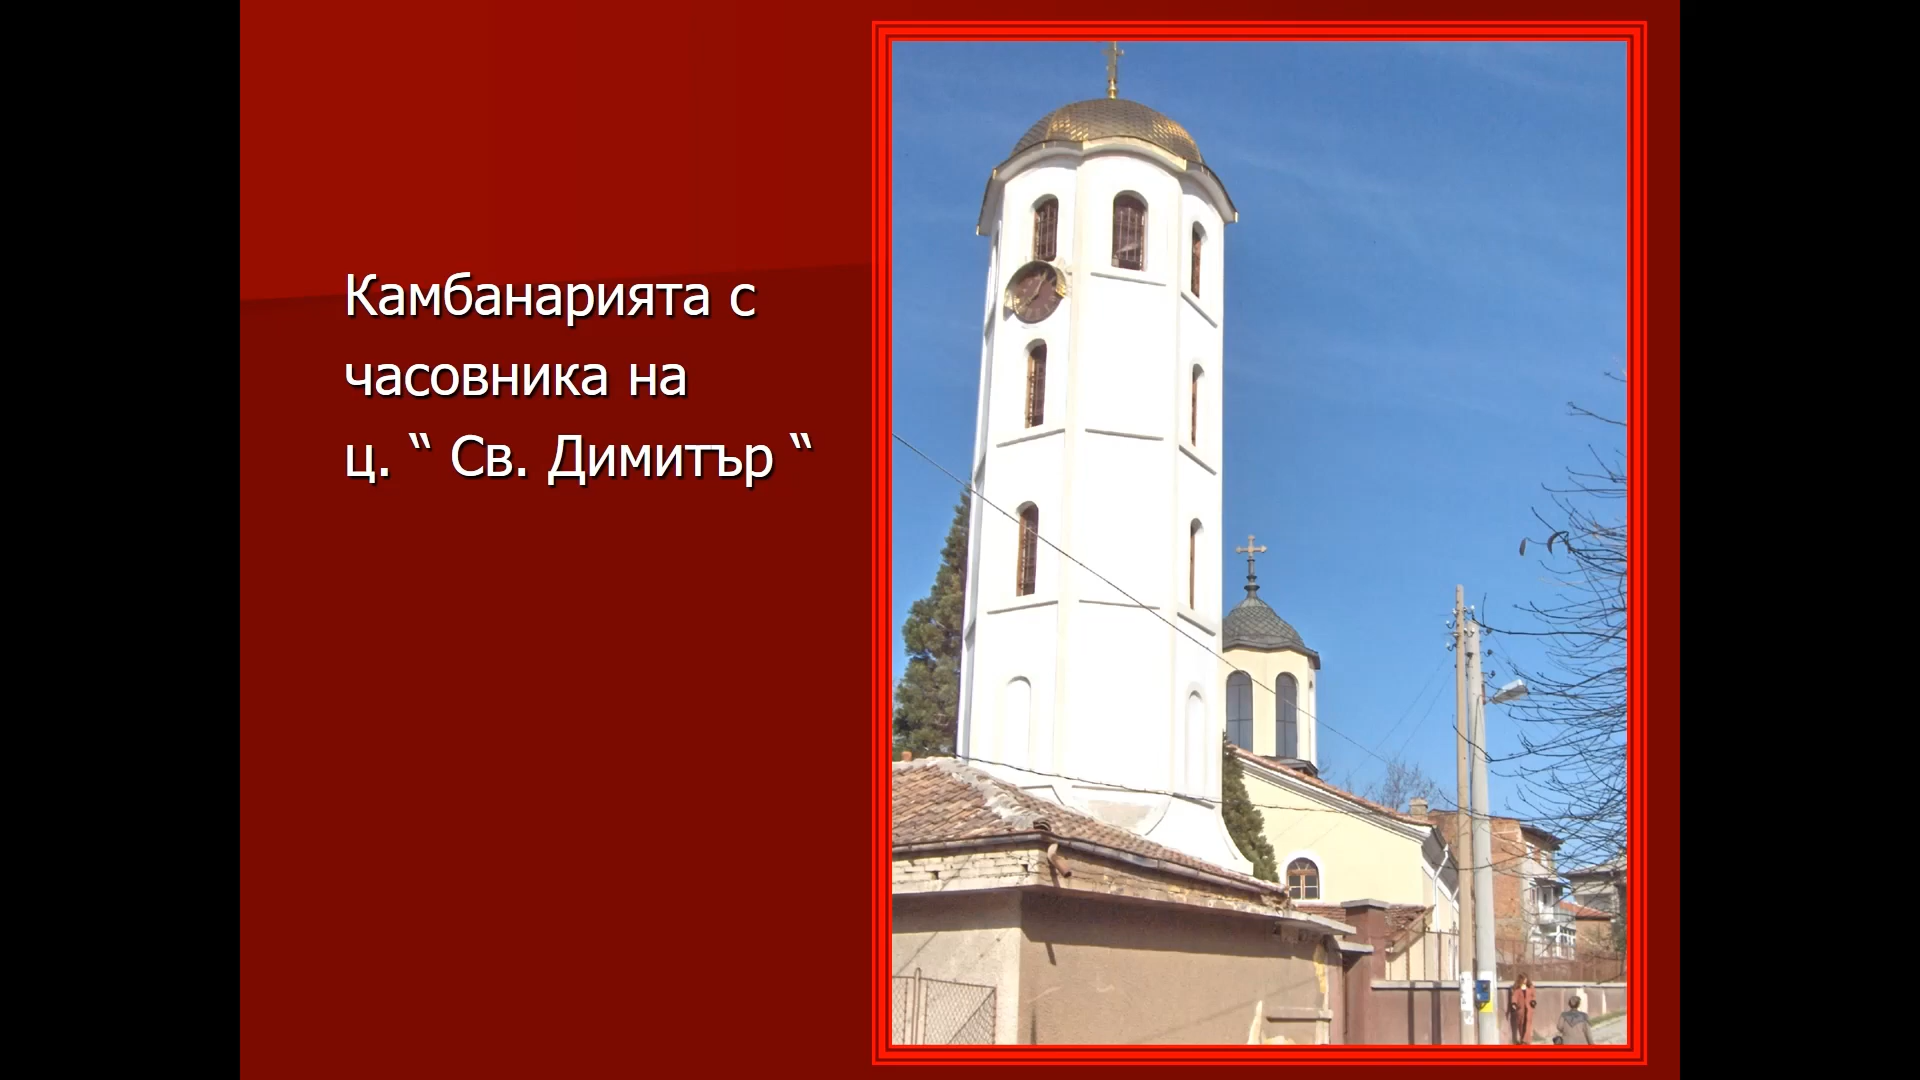 Камбанарията с
часовника на
ц. “ Св. Димитър “